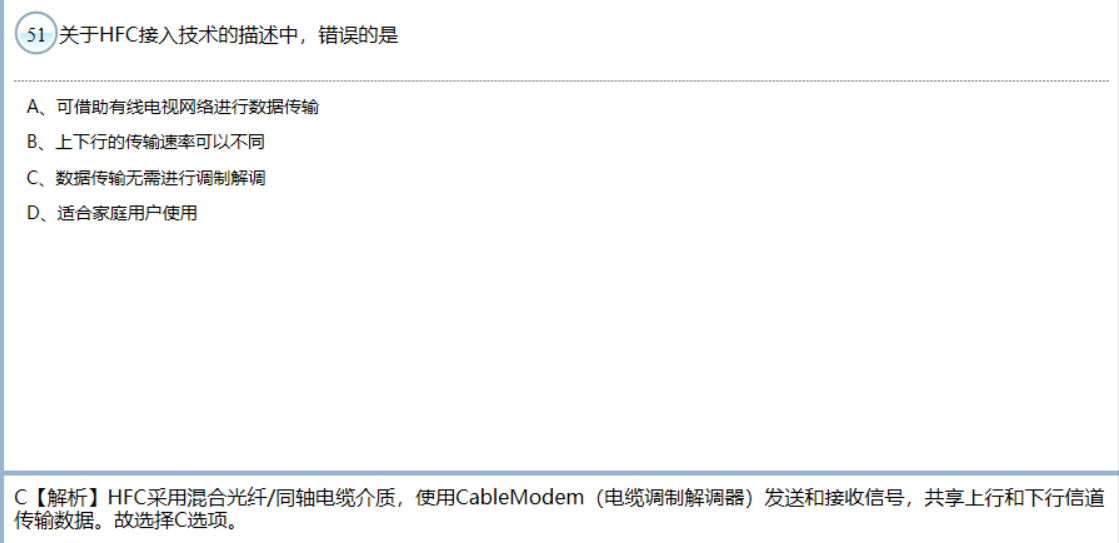 51 关于HFC接入技术的描述中，错误的是
A、可借助有线电视网络进行数据传输
B、上下行的传输速率可以不同
C、数据传输无需进行调制解调
D、适合家庭用户使用
C【解析】HFC采用混合光纤/同轴电缆介质，使用CableModem（电缆调制解调器）发送和接收信号，共享上行和下行信道
传输数据。故选择C选项。